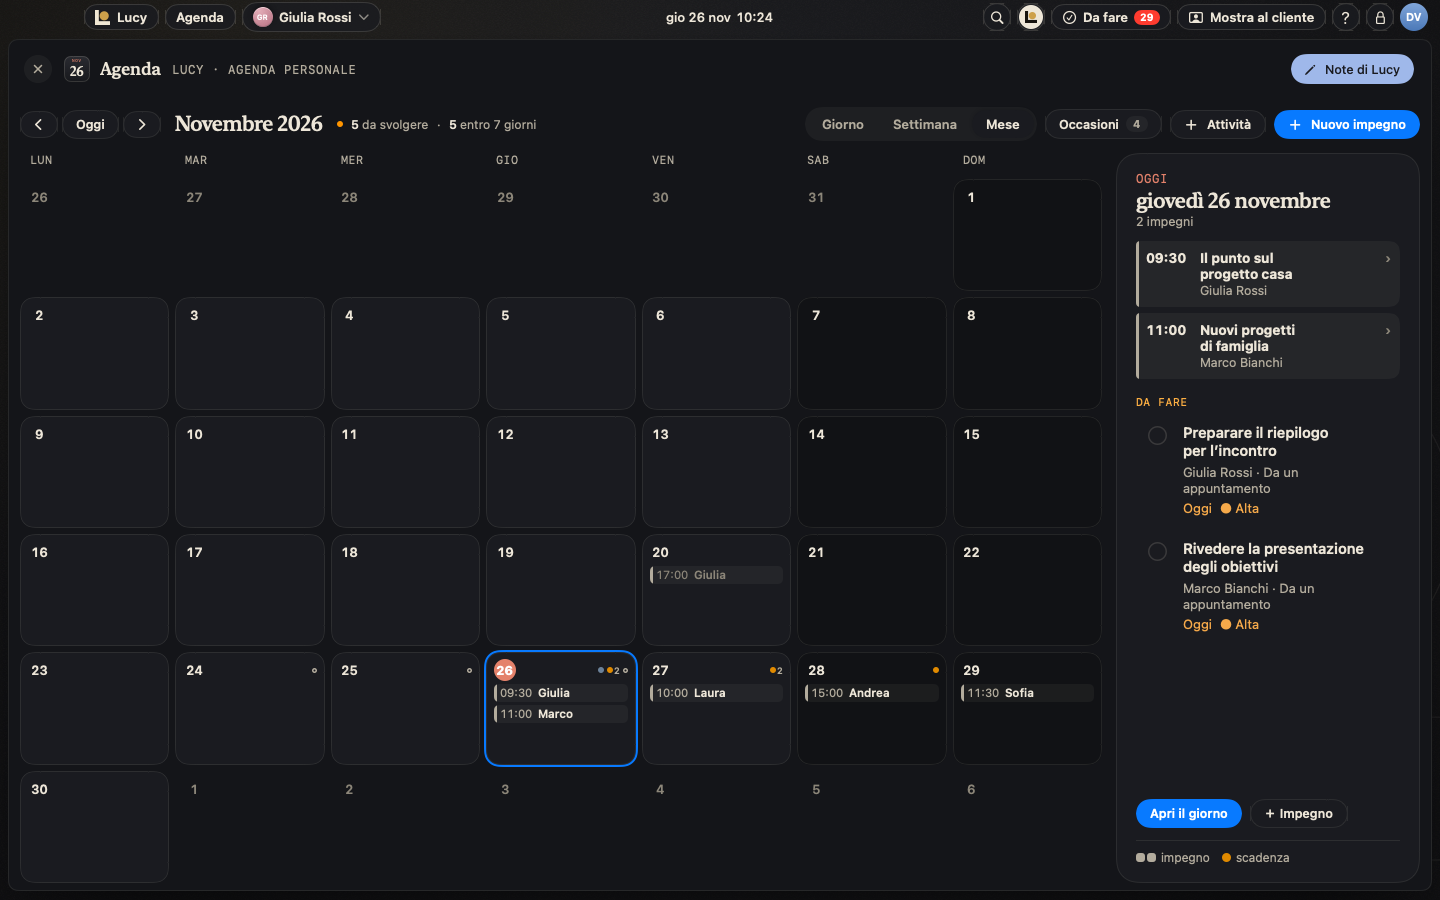 Lucy
Agenda
GR Giulia Rossi
gio 26 nov 10:24
Da fare 29
Mostra al cliente
?
DV
NOV
26
Agenda
LUCY · AGENDA PERSONALE
Note di Lucy
Oggi
Novembre 2026
5 da svolgere · 5 entro 7 giorni
Giorno
Settimana
Mese
Occasioni 4
+ Attività
+ Nuovo impegno
LUN MAR MER GIO VEN SAB DOM
26 27 28 29 30 31 1
2 3 4 5 6 7 8
9 10 11 12 13 14 15
16 17 18 19 20 21 22
17:00 Giulia
23 24 25 26 2 27 2 28 29
09:30 Giulia
11:00 Marco
10:00 Laura
15:00 Andrea
11:30 Sofia
30 1 2 3 4 5 6
OGGI
giovedì 26 novembre
2 impegni
09:30 Il punto sul
progetto casa
Giulia Rossi
11:00 Nuovi progetti
di famiglia
Marco Bianchi
DA FARE
Preparare il riepilogo
per l’incontro
Giulia Rossi · Da un
appuntamento
Oggi Alta
Rivedere la presentazione
degli obiettivi
Marco Bianchi · Da un
appuntamento
Oggi Alta
Apri il giorno
+ Impegno
impegno scadenza